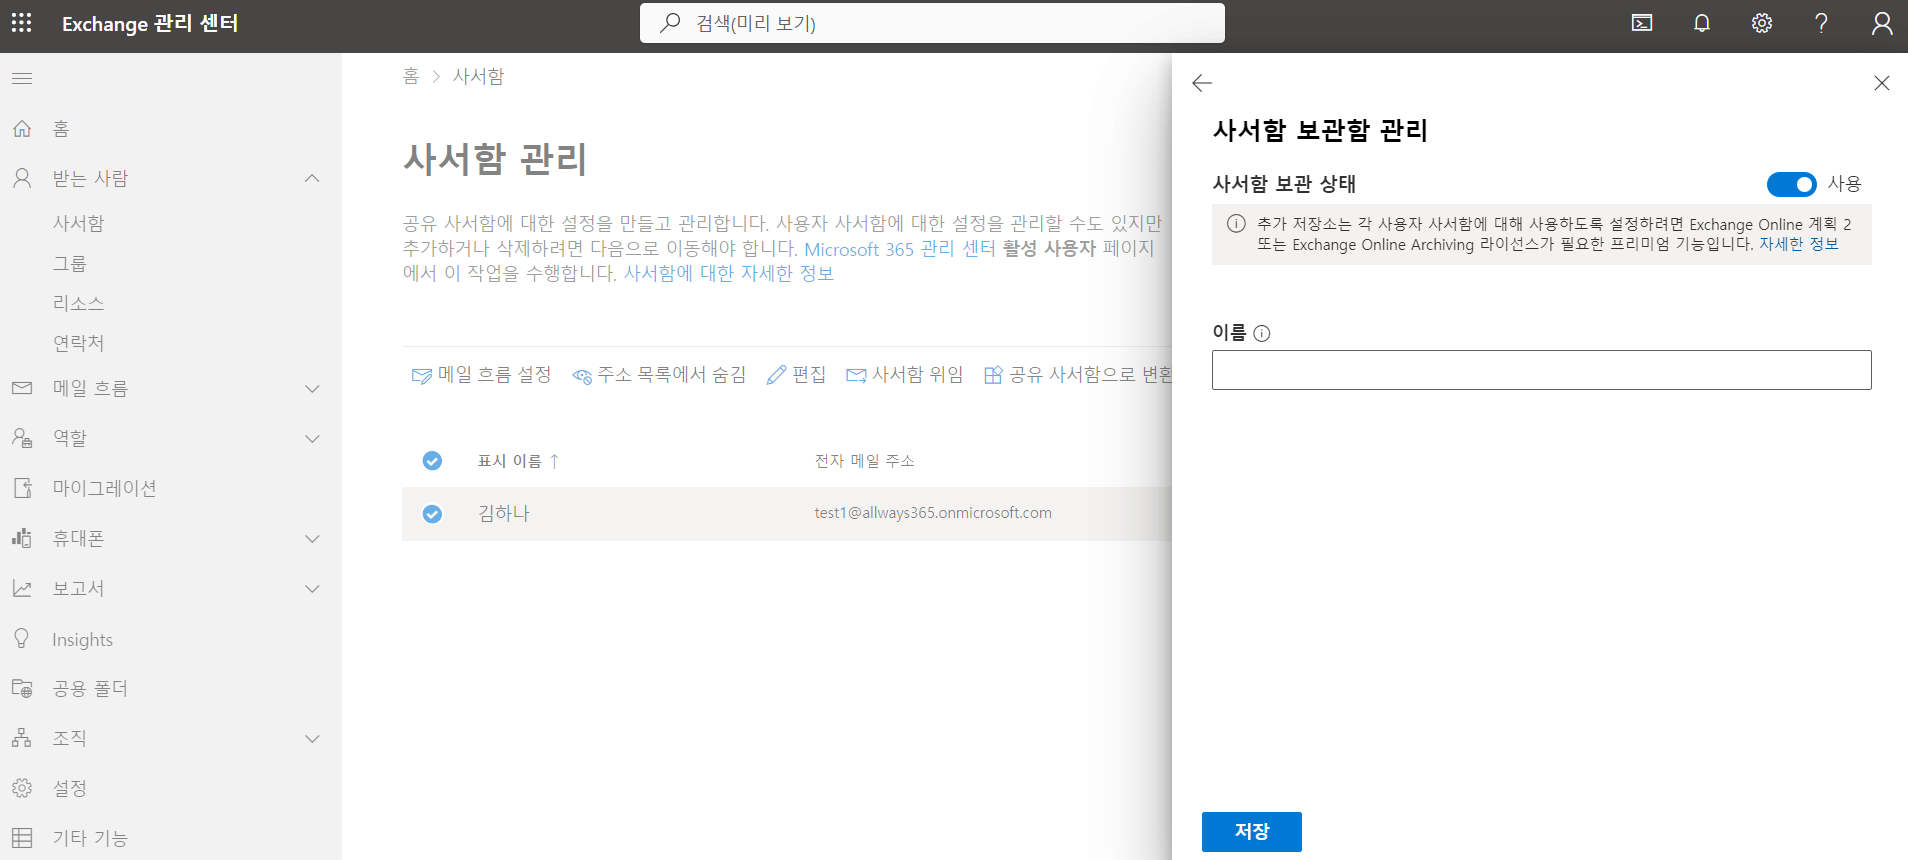 Exchange 관리 센터
검색(미리 보기)
홈
받는 사람
사서함
그룹
리소스
연락처
메일 흐름
역할
마이그레이션
휴대폰
보고서
Insights
공용 폴더
조직
설정
기타 기능
홈 > 사서함
사서함 관리
공유 사서함에 대한 설정을 만들고 관리합니다. 사용자 사서함에 대한 설정을 관리할 수도 있지만
추가하거나 삭제하려면 다음으로 이동해야 합니다. Microsoft 365 관리 센터 활성 사용자 페이지
에서 이 작업을 수행합니다. 사서함에 대한 자세한 정보
메일 흐름 설정 주소 목록에서 숨김 편집 사서함 위임 공유 사서함으로 변환
표시 이름 ↑ 전자 메일 주소
김하나 test1@allways365.onmicrosoft.com
사서함 보관함 관리
사서함 보관 상태 사용
추가 저장소는 각 사용자 사서함에 대해 사용하도록 설정하려면 Exchange Online 계획 2
또는 Exchange Online Archiving 라이선스가 필요한 프리미엄 기능입니다. 자세한 정보
이름
저장